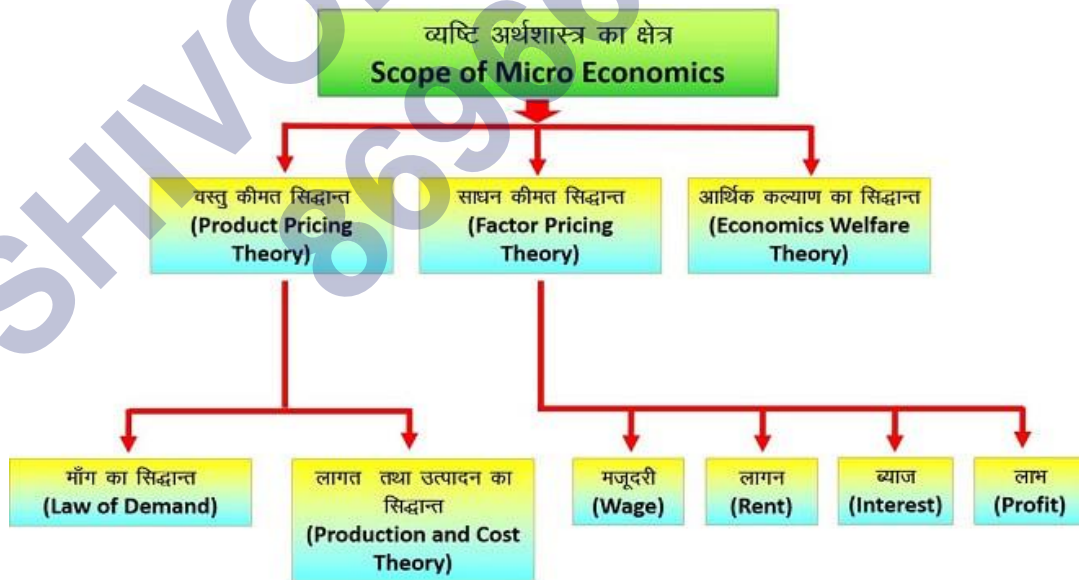 व्यष्टि अर्थशास्त्र का क्षेत्र
Scope of Micro Economics
वस्तु कीमत सिद्धान्त
(Product Pricing
Theory)
साधन कीमत सिद्धान्त
(Factor Pricing
Theory)
आर्थिक कल्याण का सिद्धान्त
(Economics Welfare
Theory)
माँग का सिद्धान्त
(Law of Demand)
लागत तथा उत्पादन का
सिद्धान्त
(Production and Cost
Theory)
मजूदरी
(Wage)
लागन
(Rent)
ब्याज
(Interest)
लाभ
(Profit)